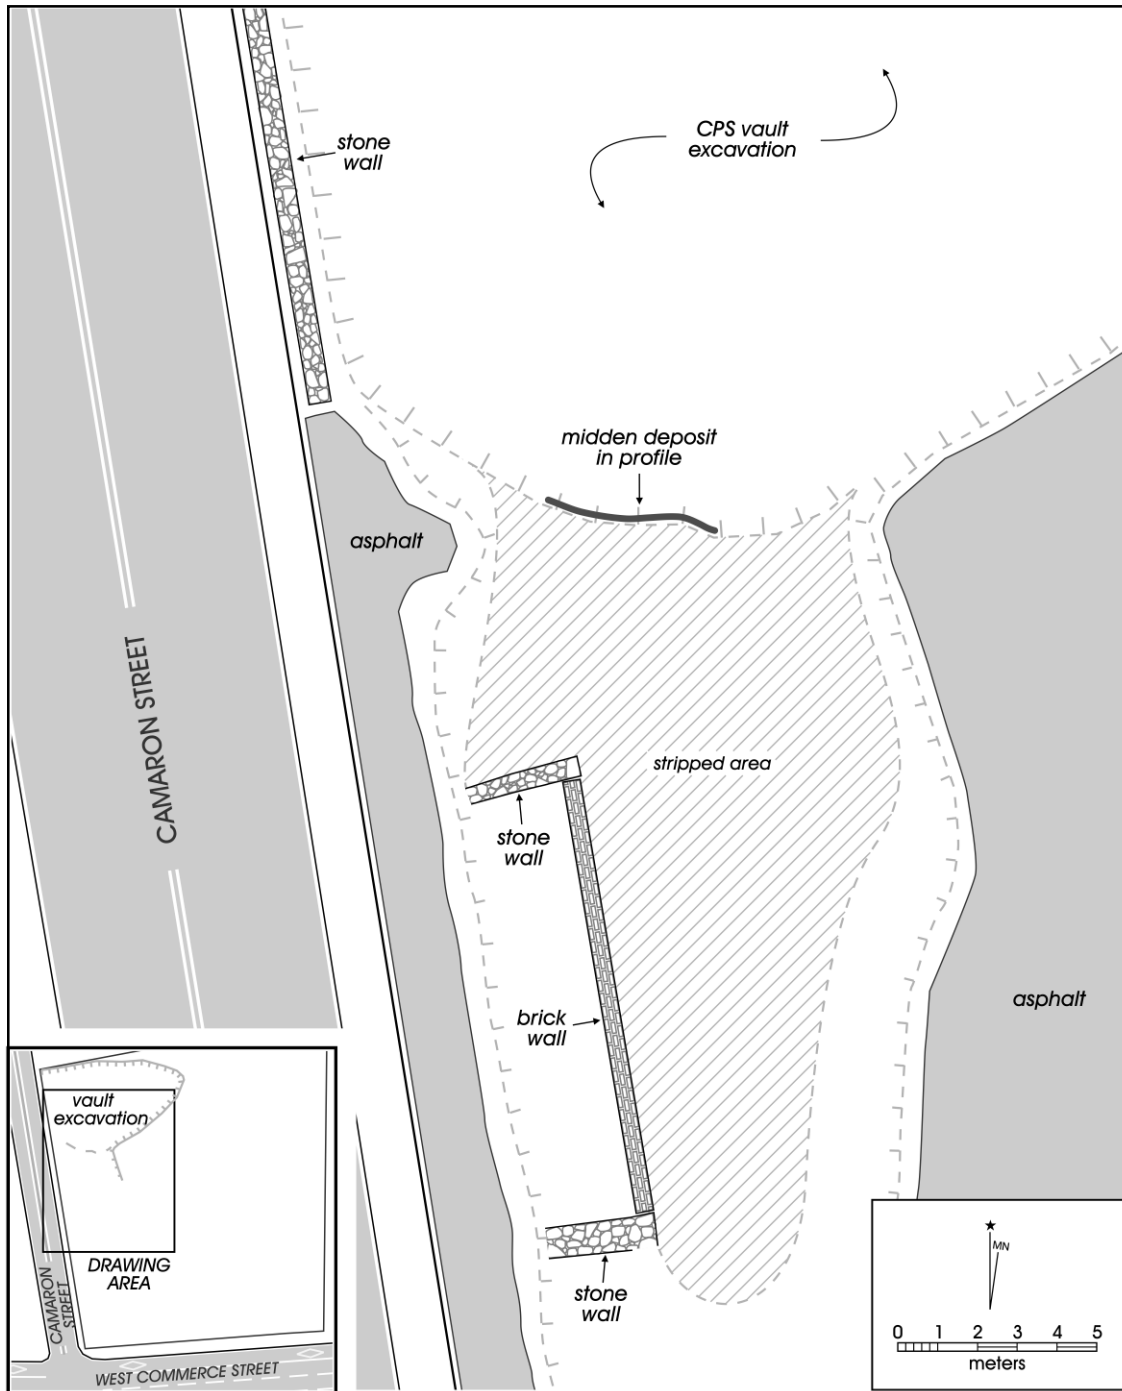 CPS vault
excavation
stone
wall
midden deposit
in profile
asphalt
CAMARON STREET
stripped area
stone
wall
brick
wall
asphalt
stone
wall
vault
excavation
DRAWING
AREA
CAMARON
STREET
WEST COMMERCE STREET
MN
0 1 2 3 4 5
meters